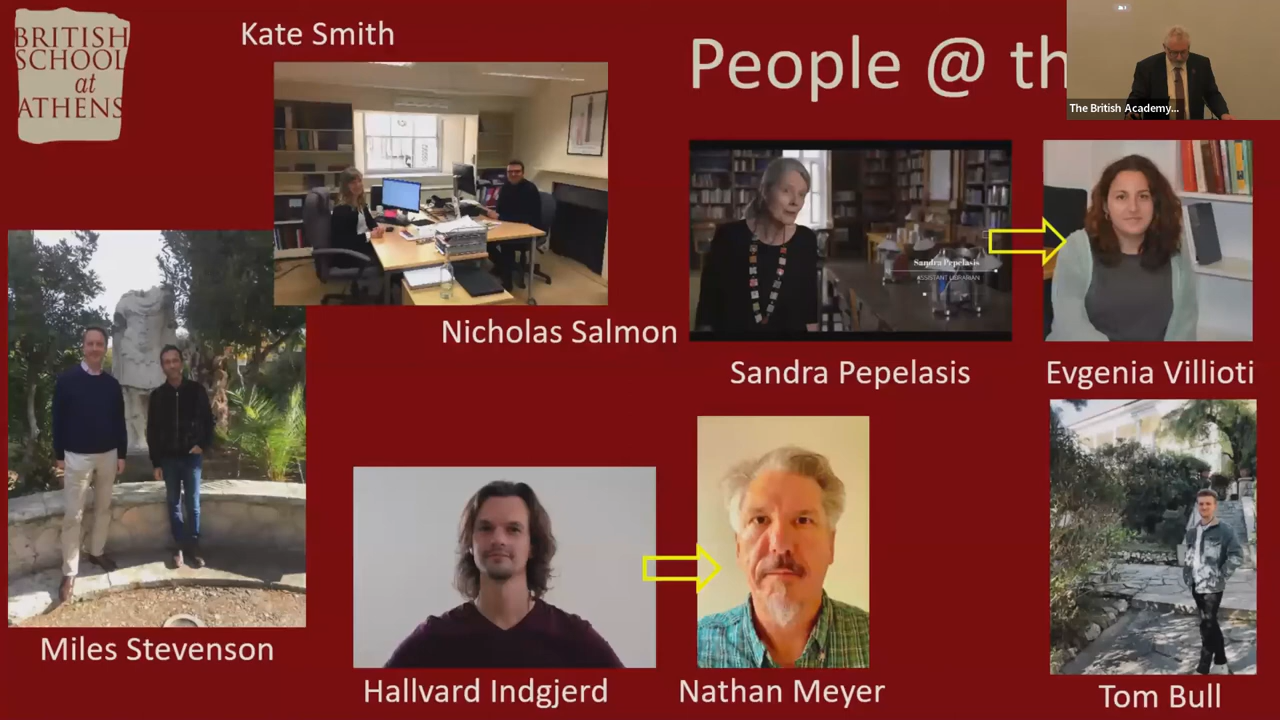 BRITISH
SCHOOL
at
ATHENS
Kate Smith
People @ th
The British Academy...
Sandra Pepelasis
ASSISTANT LIBRARIAN
Nicholas Salmon
Sandra Pepelasis
Evgenia Villioti
Miles Stevenson
Hallvard Indgjerd
Nathan Meyer
Tom Bull